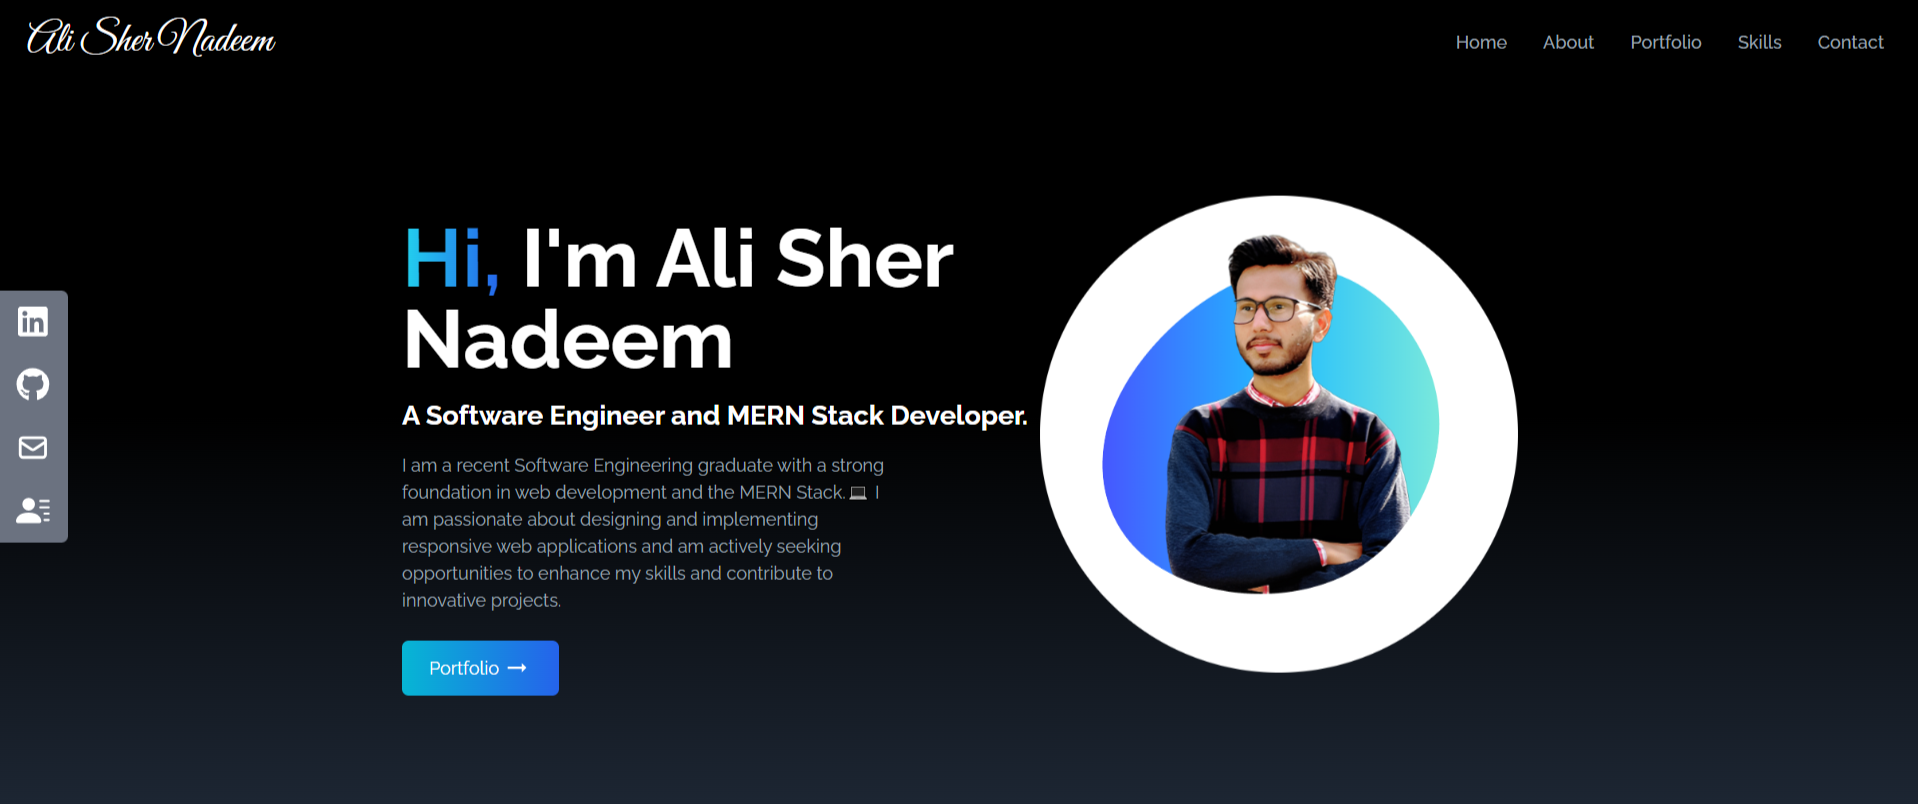 Ali Sher Nadeem
Home About Portfolio Skills Contact
Hi, I'm Ali Sher
Nadeem
A Software Engineer and MERN Stack Developer.
I am a recent Software Engineering graduate with a strong
foundation in web development and the MERN Stack. 💻 I
am passionate about designing and implementing
responsive web applications and am actively seeking
opportunities to enhance my skills and contribute to
innovative projects.
Portfolio →